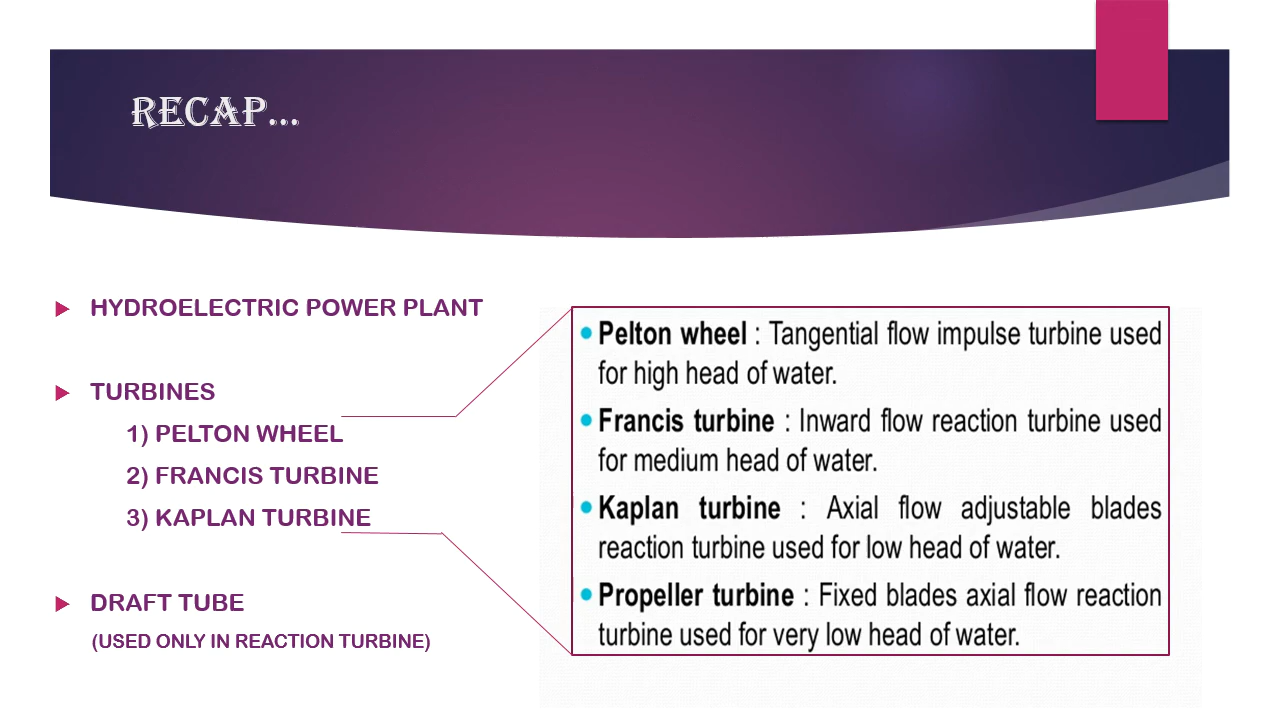 RECAP...
HYDROELECTRIC POWER PLANT
TURBINES
1) PELTON WHEEL
2) FRANCIS TURBINE
3) KAPLAN TURBINE
DRAFT TUBE
(USED ONLY IN REACTION TURBINE)
• Pelton wheel : Tangential flow impulse turbine used
for high head of water.
• Francis turbine : Inward flow reaction turbine used
for medium head of water.
• Kaplan turbine : Axial flow adjustable blades
reaction turbine used for low head of water.
• Propeller turbine : Fixed blades axial flow reaction
turbine used for very low head of water.